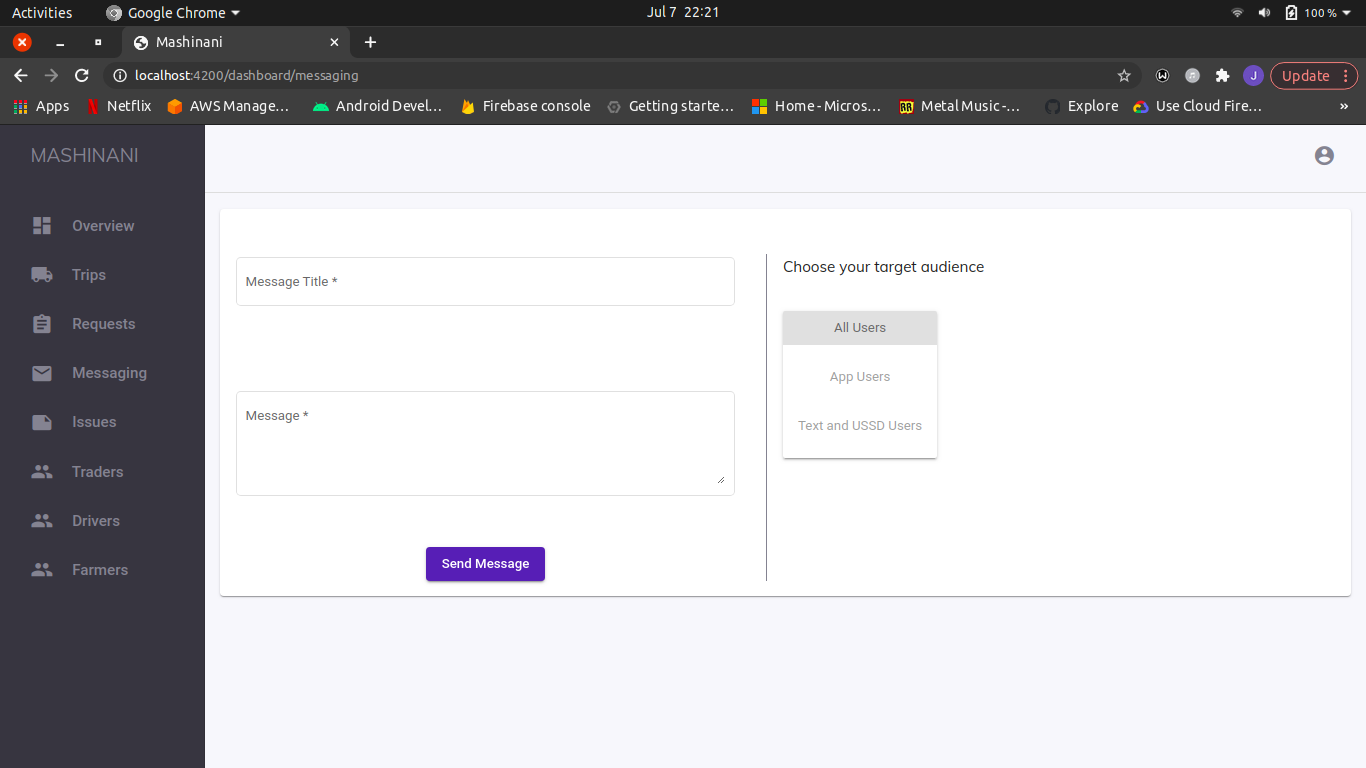 Activities Google Chrome Jul 7 22:21 100 %
Mashinani
localhost:4200/dashboard/messaging Update
Apps Netflix AWS Manage... Android Devel... Firebase console Getting starte... Home - Micros... Metal Music -... Explore Use Cloud Fire... »
MASHINANI
Overview
Trips
Requests
Messaging
Issues
Traders
Drivers
Farmers
Message Title *
Message *
Send Message
Choose your target audience
All Users
App Users
Text and USSD Users